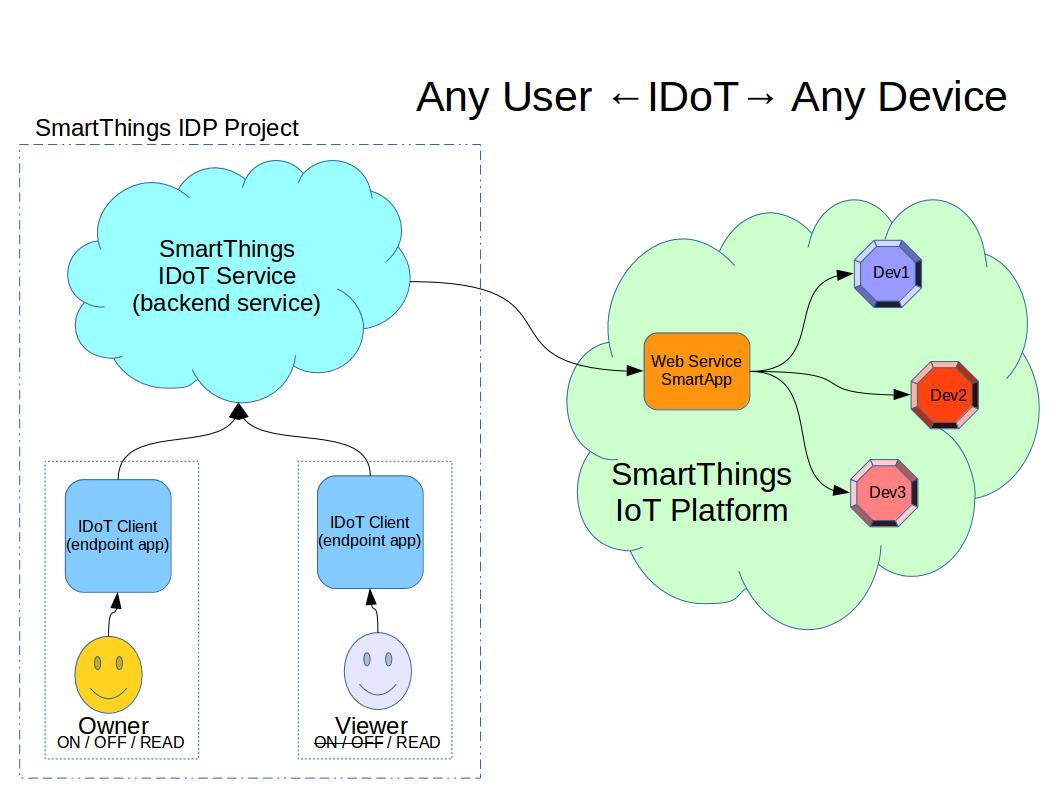 Any User ←IDoT→ Any Device
SmartThings IDP Project
SmartThings
IDoT Service
(backend service)
Dev1
Web Service
SmartApp
Dev2
SmartThings
IoT Platform
Dev3
IDoT Client
(endpoint app)
Owner
ON / OFF / READ
IDoT Client
(endpoint app)
Viewer
ON / OFF / READ